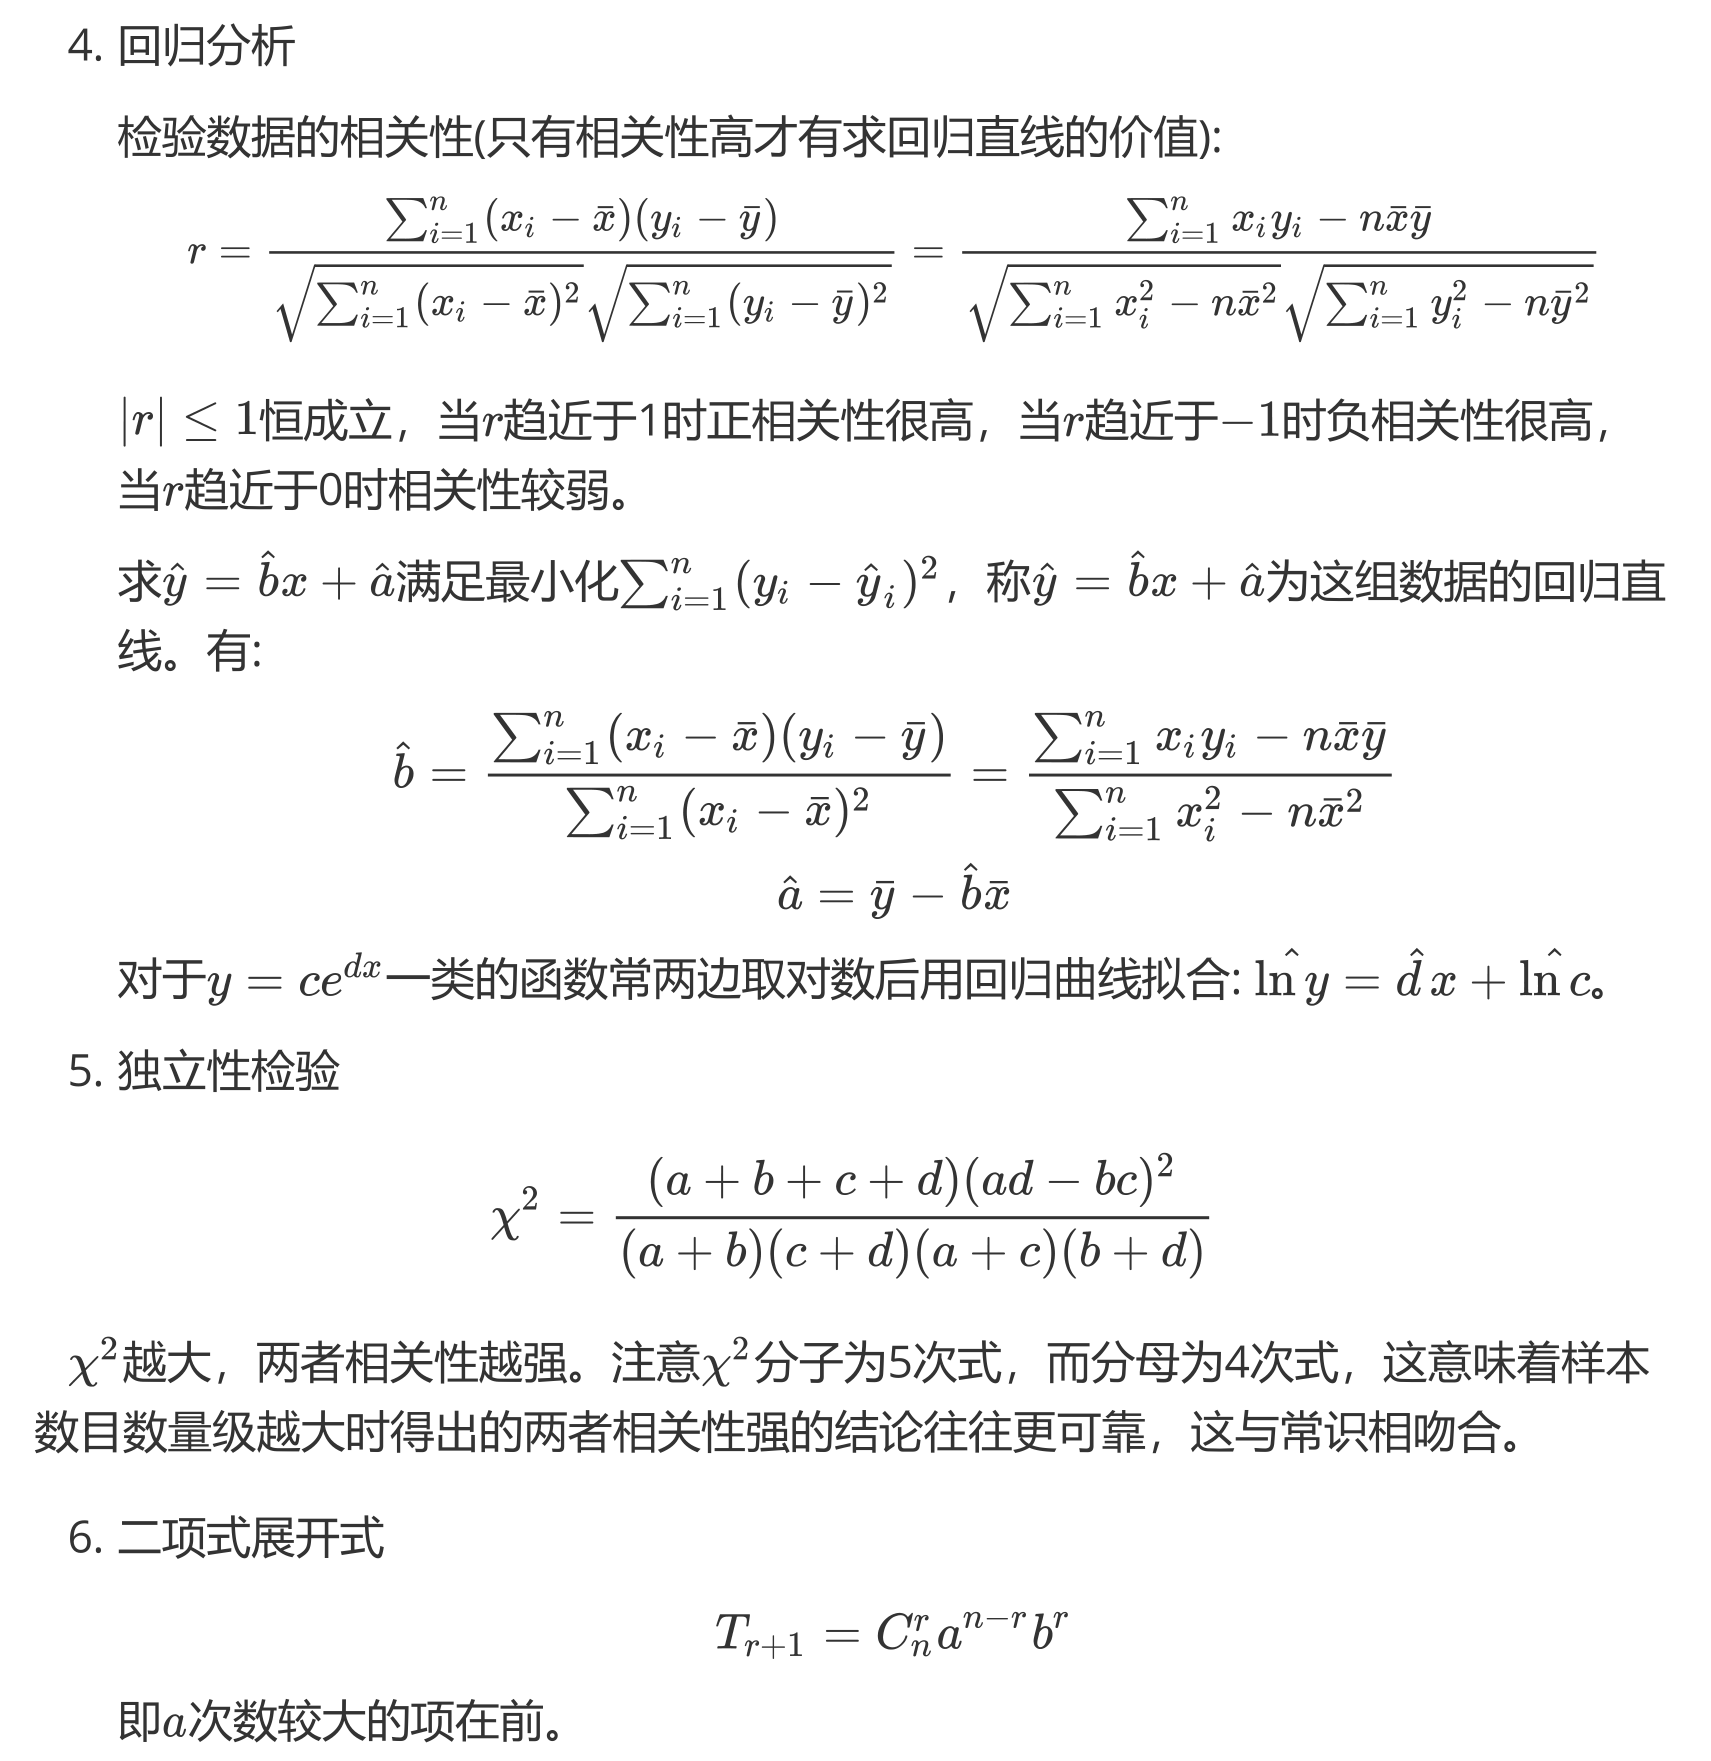 4. 回归分析
检验数据的相关性(只有相关性高才有求回归直线的价值):
$r = \frac{\sum_{i=1}^{n}(x_i - \bar{x})(y_i - \bar{y})}{\sqrt{\sum_{i=1}^{n}(x_i - \bar{x})^2}\sqrt{\sum_{i=1}^{n}(y_i - \bar{y})^2}} = \frac{\sum_{i=1}^{n} x_i y_i - n\bar{x}\bar{y}}{\sqrt{\sum_{i=1}^{n} x_i^2 - n\bar{x}^2}\sqrt{\sum_{i=1}^{n} y_i^2 - n\bar{y}^2}}$
$|r| \leq 1$恒成立，当$r$趋近于1时正相关性很高，当$r$趋近于$-1$时负相关性很高，
当$r$趋近于0时相关性较弱。
求$\hat{y} = \hat{b}x + \hat{a}$满足最小化$\sum_{i=1}^{n}(y_i - \hat{y}_i)^2$，称$\hat{y} = \hat{b}x + \hat{a}$为这组数据的回归直
线。有:
$\hat{b} = \frac{\sum_{i=1}^{n}(x_i - \bar{x})(y_i - \bar{y})}{\sum_{i=1}^{n}(x_i - \bar{x})^2} = \frac{\sum_{i=1}^{n} x_i y_i - n\bar{x}\bar{y}}{\sum_{i=1}^{n} x_i^2 - n\bar{x}^2}$
$\hat{a} = \bar{y} - \hat{b}\bar{x}$
对于$y = ce^{dx}$一类的函数常两边取对数后用回归曲线拟合: $\hat{\ln y} = \hat{d}x + \hat{\ln c}$。
5. 独立性检验
$\chi^2 = \frac{(a+b+c+d)(ad-bc)^2}{(a+b)(c+d)(a+c)(b+d)}$
$\chi^2$越大，两者相关性越强。注意$\chi^2$分子为5次式，而分母为4次式，这意味着样本
数目数量级越大时得出的两者相关性强的结论往往更可靠，这与常识相吻合。
6. 二项式展开式
$T_{r+1} = C_n^r a^{n-r} b^r$
即$a$次数较大的项在前。